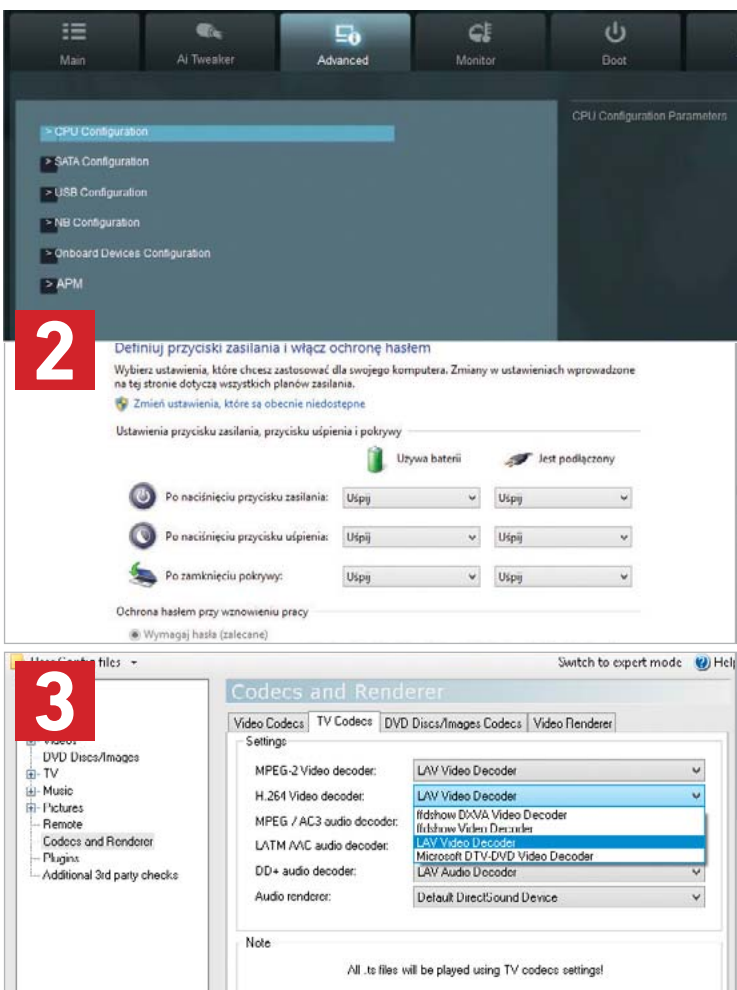 Main
Ai Tweaker
Advanced
Monitor
Boot
> CPU Configuration
> SATA Configuration
> USB Configuration
> NB Configuration
> Onboard Devices Configuration
> APM
CPU Configuration Parameters
2
Definiuj przyciski zasilania i włącz ochronę hasłem
Wybierz ustawienia, które chcesz zastosować dla swojego komputera. Zmiany w ustawieniach wprowadzone
na tej stronie dotyczą wszystkich planów zasilania.
Zmień ustawienia, które są obecnie niedostępne
Ustawienia przycisku zasilania, przycisku uśpienia i pokrywy
Używa baterii
Jest podłączony
Po naciśnięciu przycisku zasilania: Uśpij Uśpij
Po naciśnięciu przycisku uśpienia: Uśpij Uśpij
Po zamknięciu pokrywy: Uśpij Uśpij
Ochrona hasłem przy wznowieniu pracy
Wymagaj hasła (zalecane)
3
files
Switch to expert mode Help
DVD Discs/Images
TV
Music
Pictures
Remote
Codecs and Renderer
Plugins
Additional 3rd party checks
Codecs and Renderer
Video Codecs TV Codecs DVD Discs/Images Codecs Video Renderer
Settings
MPEG-2 Video decoder: LAV Video Decoder
H.264 Video decoder: LAV Video Decoder
ffdshow DXVA Video Decoder
ffdshow Video Decoder
LAV Video Decoder
Microsoft DTV-DVD Video Decoder
MPEG / AC3 audio decoder:
LATM AAC audio decoder:
DD+ audio decoder: LAV Audio Decoder
Audio renderer: Default DirectSound Device
Note
All .ts files will be played using TV codecs settings!